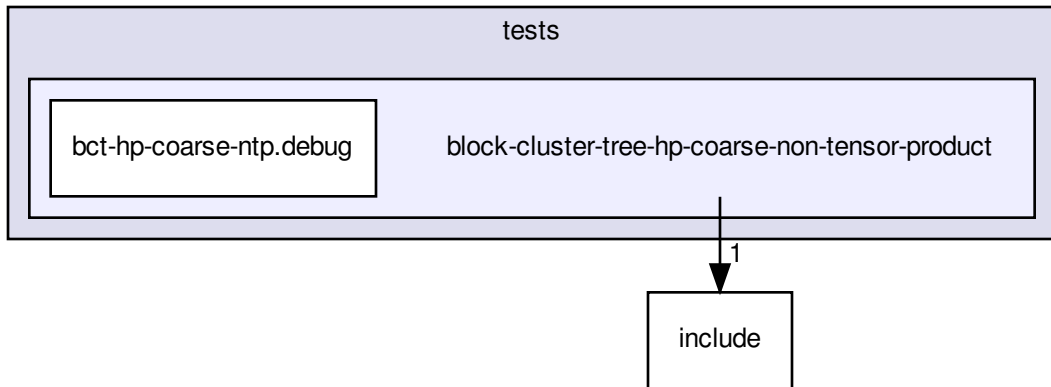 tests
bct-hp-coarse-ntp.debug
block-cluster-tree-hp-coarse-non-tensor-product
1
include